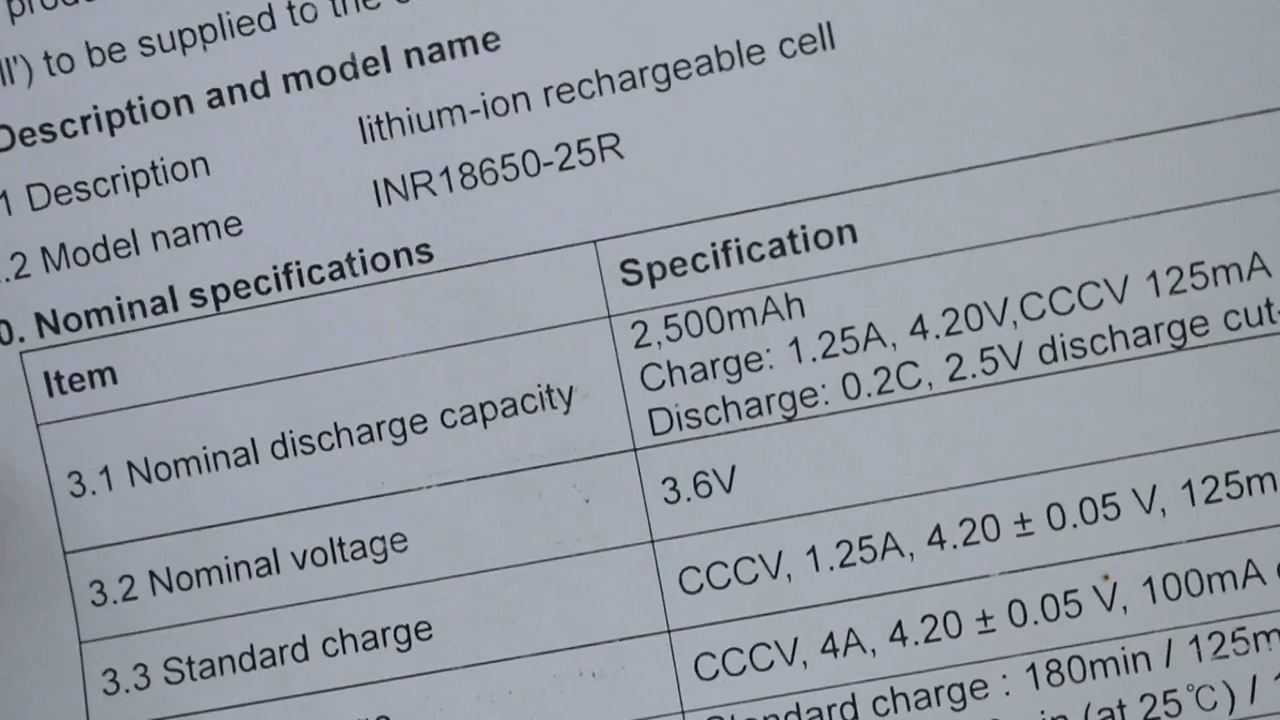 to be supplied to the
Description and model name
1 Description lithium-ion rechargeable cell
.2 Model name INR18650-25R
0. Nominal specifications
Item Specification
3.1 Nominal discharge capacity 2,500mAh
Charge: 1.25A, 4.20V,CCCV 125mA
Discharge: 0.2C, 2.5V discharge cut-
3.2 Nominal voltage 3.6V
3.3 Standard charge CCCV, 1.25A, 4.20 ± 0.05 V, 125m
CCCV, 4A, 4.20 ± 0.05 V, 100mA
charge : 180min / 125m
(at 25℃) /